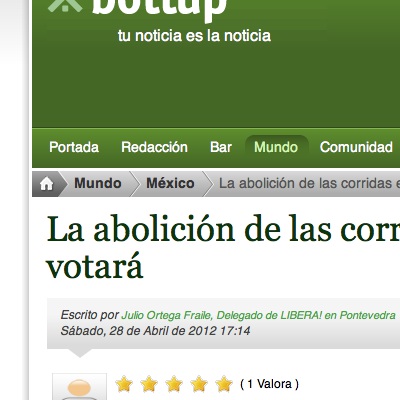 bottup
tu noticia es la noticia
Portada Redacción Bar Mundo Comunidad
Mundo México La abolición de las corridas
La abolición de las
votará
Escrito por Julio Ortega Fraile, Delegado de LIBERA! en Pontevedra
Sábado, 28 de Abril de 2012 17:14
( 1 Valora )